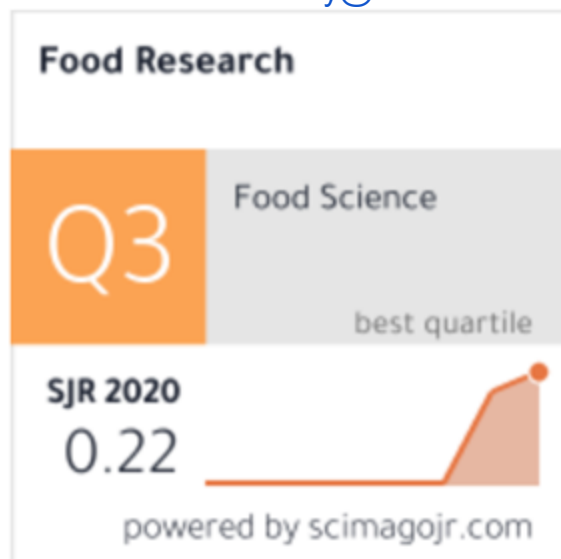 Food Research
Q3
Food Science
best quartile
SJR 2020
0.22
powered by scimagojr.com